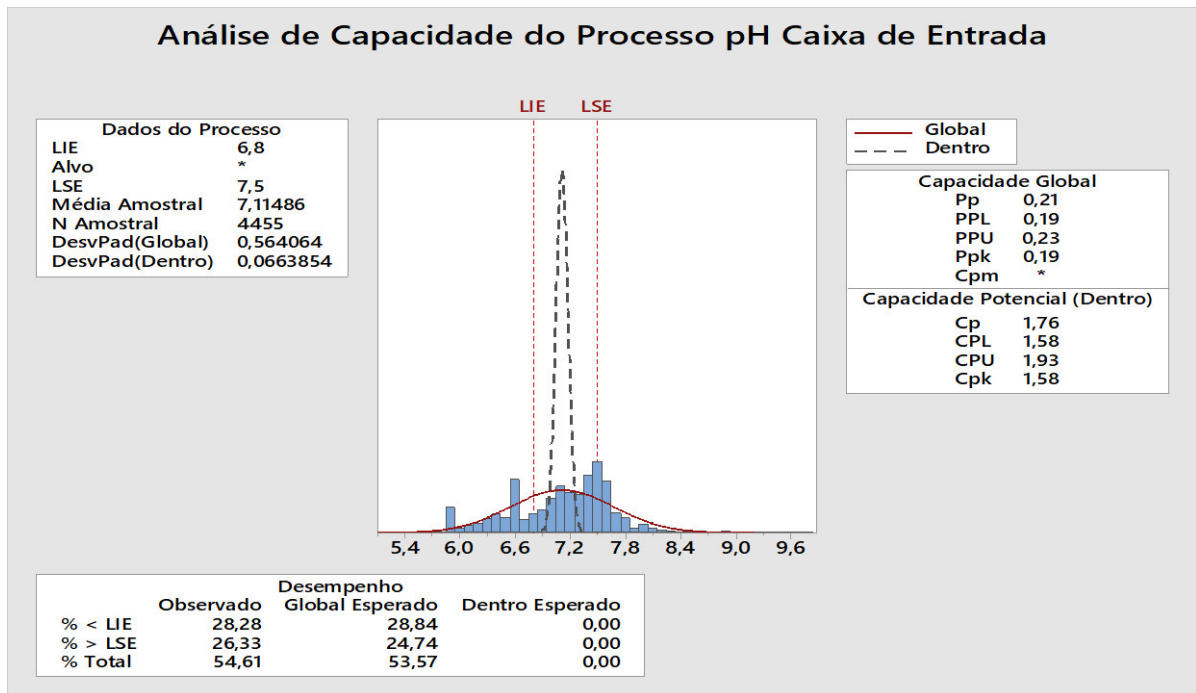 Análise de Capacidade do Processo pH Caixa de Entrada
LIE LSE
Dados do Processo
LIE 6,8
Alvo *
LSE 7,5
Média Amostral 7,11486
N Amostral 4455
DesvPad(Global) 0,564064
DesvPad(Dentro) 0,0663854
Global
Dentro
Capacidade Global
Pp 0,21
PPL 0,19
PPU 0,23
Ppk 0,19
Cpm *
Capacidade Potencial (Dentro)
Cp 1,76
CPL 1,58
CPU 1,93
Cpk 1,58
5,4 6,0 6,6 7,2 7,8 8,4 9,0 9,6
Desempenho
Observado Global Esperado Dentro Esperado
% < LIE 28,28 28,84 0,00
% > LSE 26,33 24,74 0,00
% Total 54,61 53,57 0,00